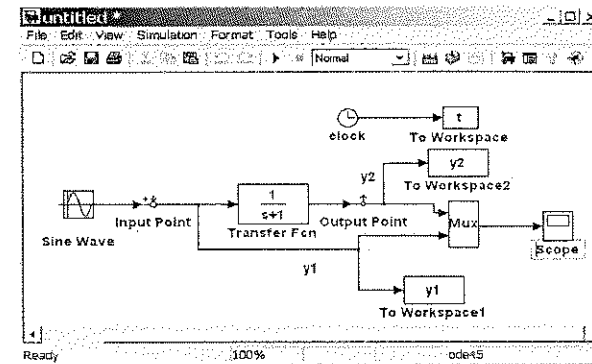 untitled *
File Edit View Simulation Format Tools Help
Normal
t
clock
To Workspace
y2
y2
To Workspace2
1
s+1
Mux
Input Point
Transfer Fcn
Output Point
Sine Wave
Scope
y1
y1
To Workspace1
Ready
100%
ode45